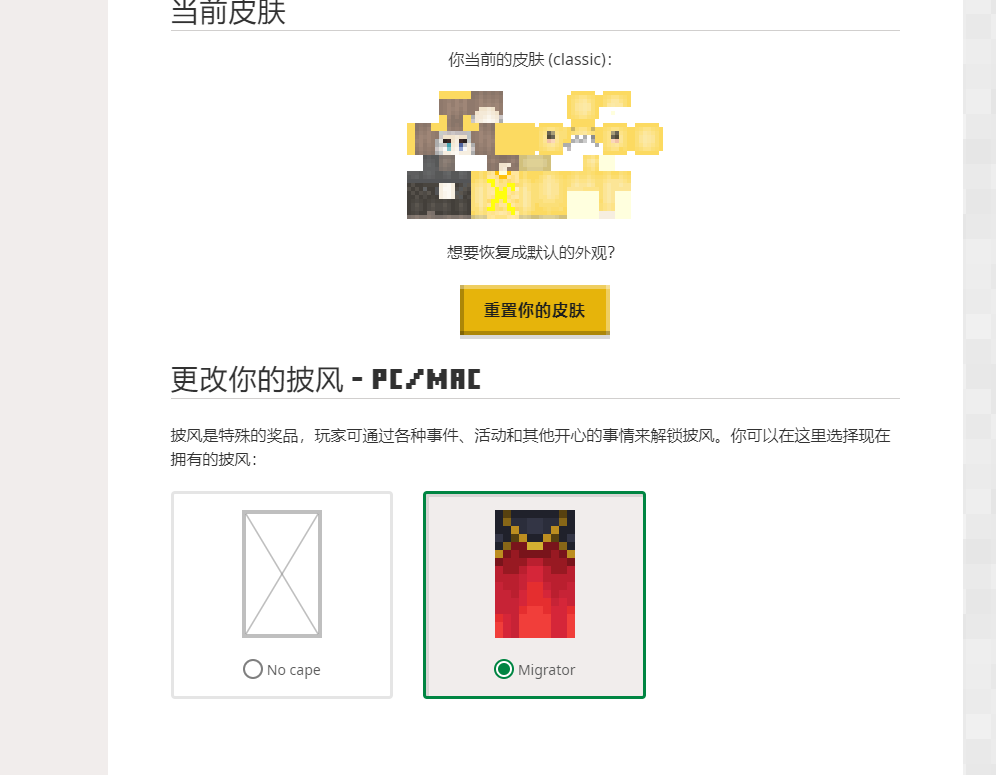 当前皮肤
你当前的皮肤 (classic)：
想要恢复成默认的外观？
重置你的皮肤
更改你的披风 - PC/MAC
披风是特殊的奖品，玩家可通过各种事件、活动和其他开心的事情来解锁披风。你可以在这里选择现在
拥有的披风：
No cape
Migrator